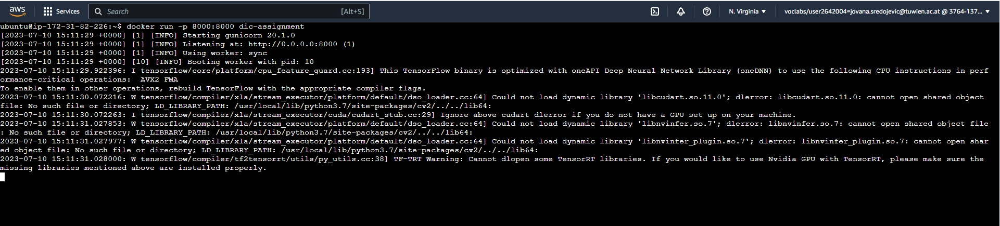 aws Services Search [Alt+S] N. Virginia voclabs/user2642004=jovana.sredojevic@tuwien.ac.at @ 3764-137...
ubuntu@ip-172-31-82-226:~$ docker run -p 8000:8000 dic-assignment
[2023-07-10 15:11:29 +0000] [1] [INFO] Starting gunicorn 20.1.0
[2023-07-10 15:11:29 +0000] [1] [INFO] Listening at: http://0.0.0.0:8000 (1)
[2023-07-10 15:11:29 +0000] [1] [INFO] Using worker: sync
[2023-07-10 15:11:29 +0000] [10] [INFO] Booting worker with pid: 10
2023-07-10 15:11:29.922396: I tensorflow/core/platform/cpu_feature_guard.cc:193] This TensorFlow binary is optimized with oneAPI Deep Neural Network Library (oneDNN) to use the following CPU instructions in perf
ormance-critical operations:  AVX2 FMA
To enable them in other operations, rebuild TensorFlow with the appropriate compiler flags.
2023-07-10 15:11:30.072216: W tensorflow/compiler/xla/stream_executor/platform/default/dso_loader.cc:64] Could not load dynamic library 'libcudart.so.11.0'; dlerror: libcudart.so.11.0: cannot open shared object
file: No such file or directory; LD_LIBRARY_PATH: /usr/local/lib/python3.7/site-packages/cv2/../../lib64:
2023-07-10 15:11:30.072263: I tensorflow/compiler/xla/stream_executor/cuda/cudart_stub.cc:29] Ignore above cudart dlerror if you do not have a GPU set up on your machine.
2023-07-10 15:11:31.027853: W tensorflow/compiler/xla/stream_executor/platform/default/dso_loader.cc:64] Could not load dynamic library 'libnvinfer.so.7'; dlerror: libnvinfer.so.7: cannot open shared object file
: No such file or directory; LD_LIBRARY_PATH: /usr/local/lib/python3.7/site-packages/cv2/../../lib64:
2023-07-10 15:11:31.027977: W tensorflow/compiler/xla/stream_executor/platform/default/dso_loader.cc:64] Could not load dynamic library 'libnvinfer_plugin.so.7'; dlerror: libnvinfer_plugin.so.7: cannot open shar
ed object file: No such file or directory; LD_LIBRARY_PATH: /usr/local/lib/python3.7/site-packages/cv2/../../lib64:
2023-07-10 15:11:31.028000: W tensorflow/compiler/tf2tensorrt/utils/py_utils.cc:38] TF-TRT Warning: Cannot dlopen some TensorRT libraries. If you would like to use Nvidia GPU with TensorRT, please make sure the
missing libraries mentioned above are installed properly.